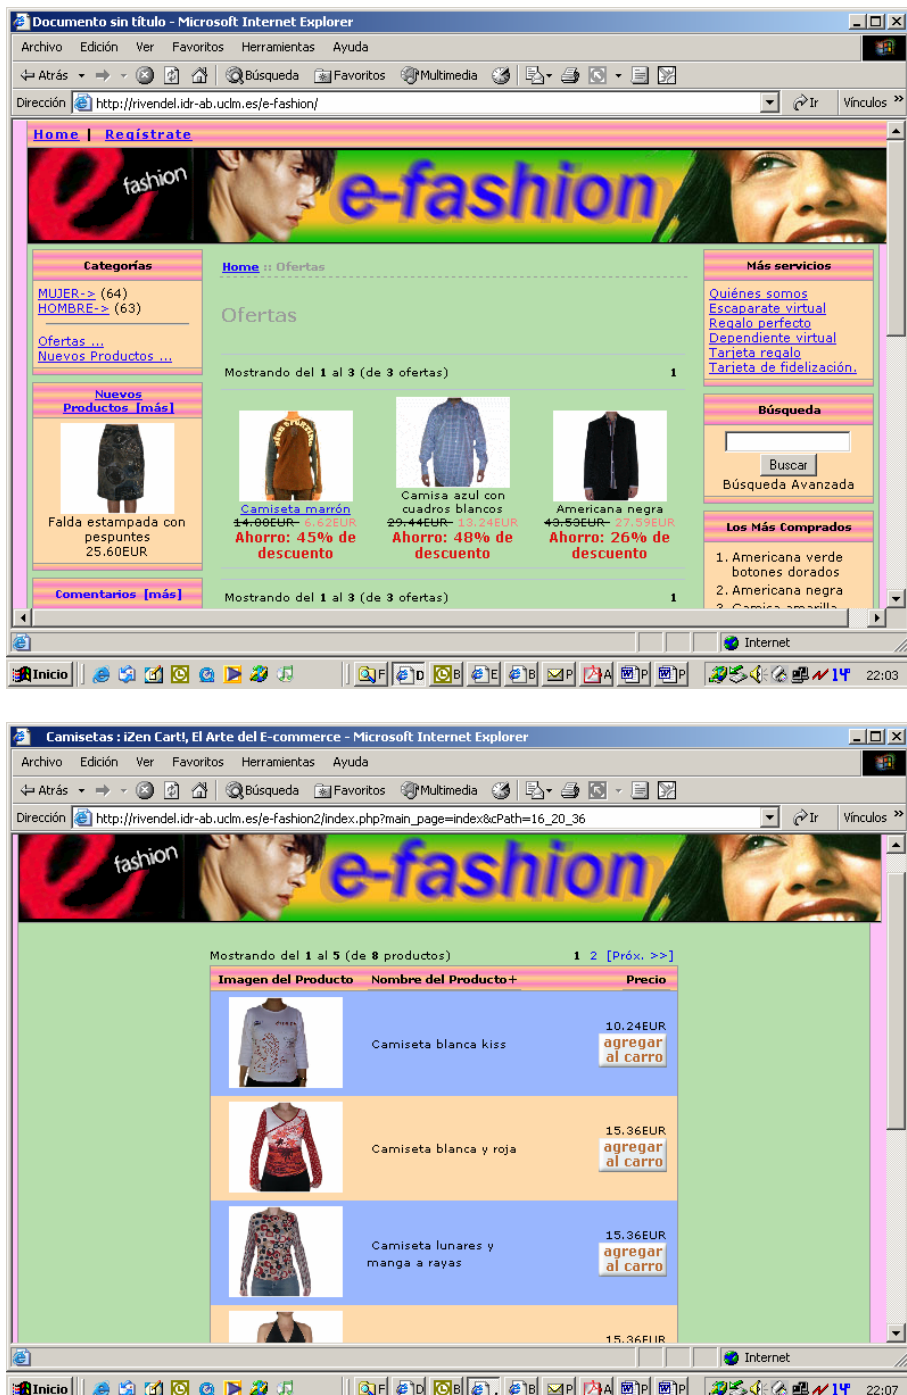 Documento sin título - Microsoft Internet Explorer
Archivo Edición Ver Favoritos Herramientas Ayuda
Atrás Búsqueda Favoritos Multimedia
Dirección http://rivendel.idr-ab.uclm.es/e-fashion/ Ir Vínculos »
Home | Regístrate
e fashion e-fashion
Categorías
MUJER-> (64)
HOMBRE-> (63)
Ofertas ...
Nuevos Productos ...
Nuevos
Productos [más]
Falda estampada con
pespuntes
25.60EUR
Comentarios [más]
Home :: Ofertas
Ofertas
Mostrando del 1 al 3 (de 3 ofertas) 1
Camiseta marrón
14.08EUR 6.62EUR
Ahorro: 45% de
descuento
Camisa azul con
cuadros blancos
29.44EUR 13.24EUR
Ahorro: 48% de
descuento
Americana negra
43.53EUR 27.59EUR
Ahorro: 26% de
descuento
Mostrando del 1 al 3 (de 3 ofertas) 1
Más servicios
Quiénes somos
Escaparate virtual
Regalo perfecto
Dependiente virtual
Tarjeta regalo
Tarjeta de fidelización.
Búsqueda
Buscar
Búsqueda Avanzada
Los Más Comprados
1. Americana verde
botones dorados
2. Americana negra
3. Camisa amarilla
Internet
Inicio F D B E B P A P P 22:03
Camisetas : ¡Zen Cart!, El Arte del E-commerce - Microsoft Internet Explorer
Archivo Edición Ver Favoritos Herramientas Ayuda
Atrás Búsqueda Favoritos Multimedia
Dirección http://rivendel.idr-ab.uclm.es/e-fashion2/index.php?main_page=index&cPath=16_20_36 Ir Vínculos »
fashion e-fashion
Mostrando del 1 al 5 (de 8 productos) 1 2 [Próx. >>]
Imagen del Producto Nombre del Producto+ Precio
Camiseta blanca kiss
10.24EUR
agregar
al carro
Camiseta blanca y roja
15.36EUR
agregar
al carro
Camiseta lunares y
manga a rayas
15.36EUR
agregar
al carro
15.36EUR
Internet
Inicio F D B . B P A P P 22:07